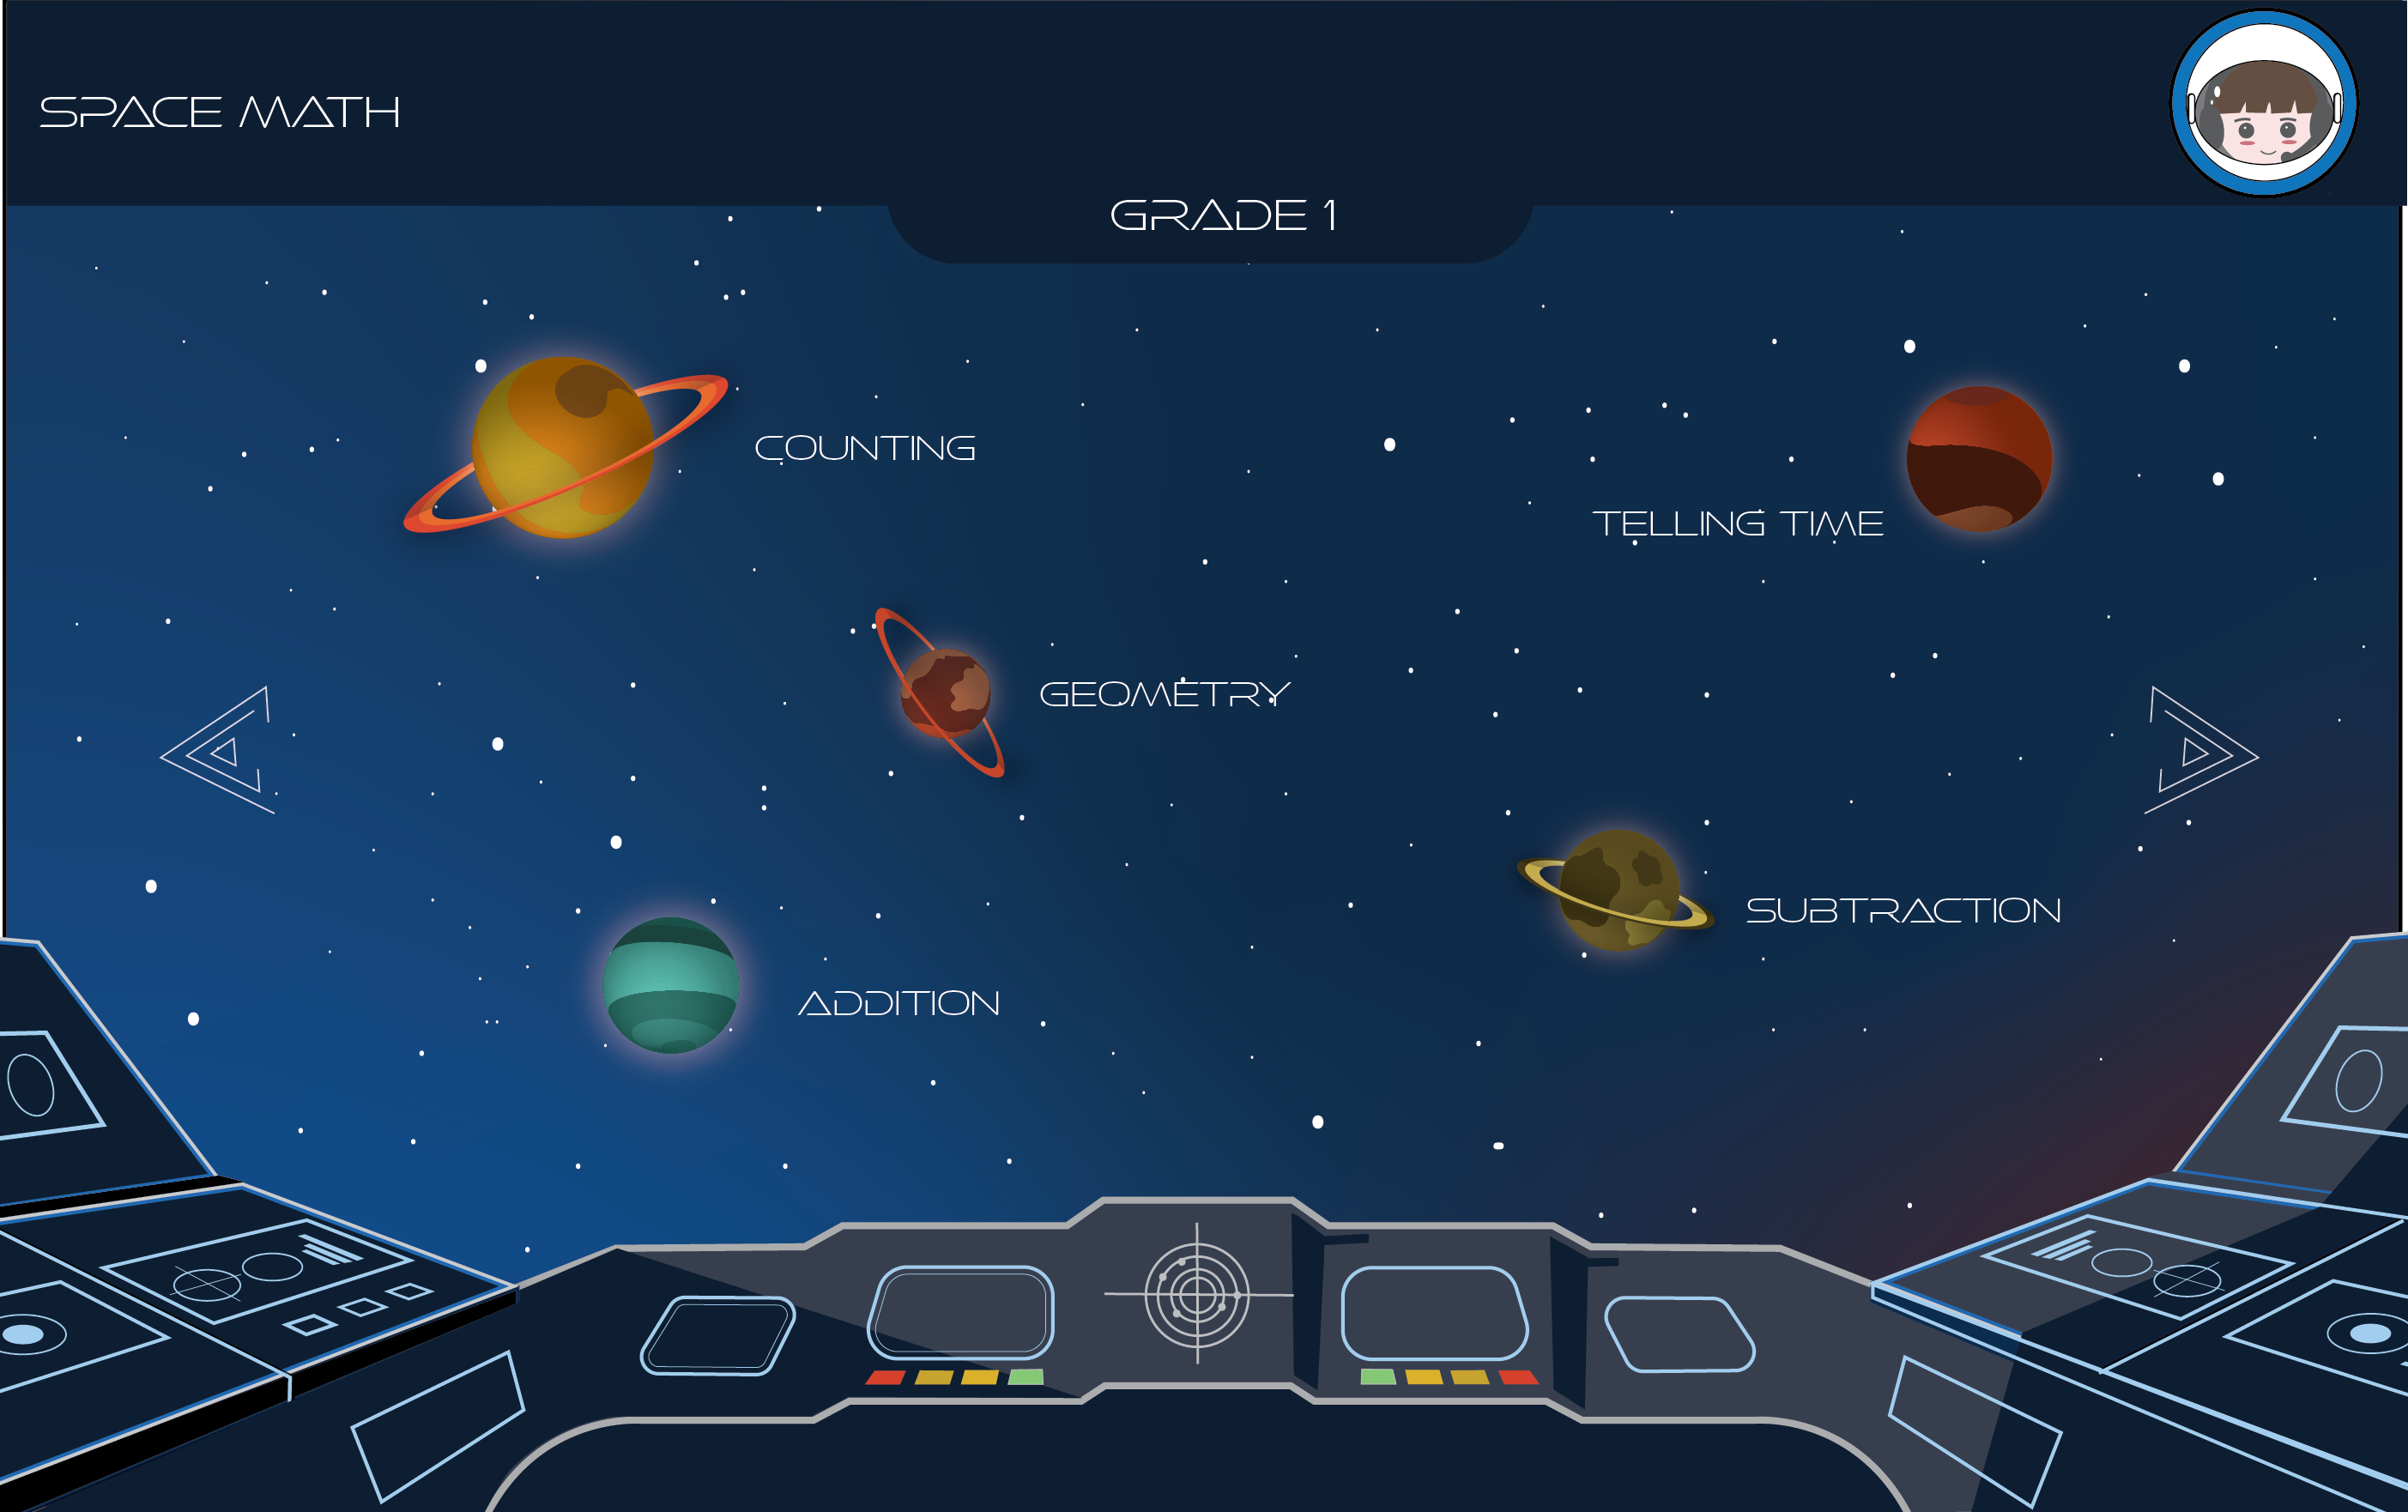 SPACE MATH
GRADE 1
COUNTING
TELLING TIME
GEOMETRY
SUBTRACTION
ADDITION